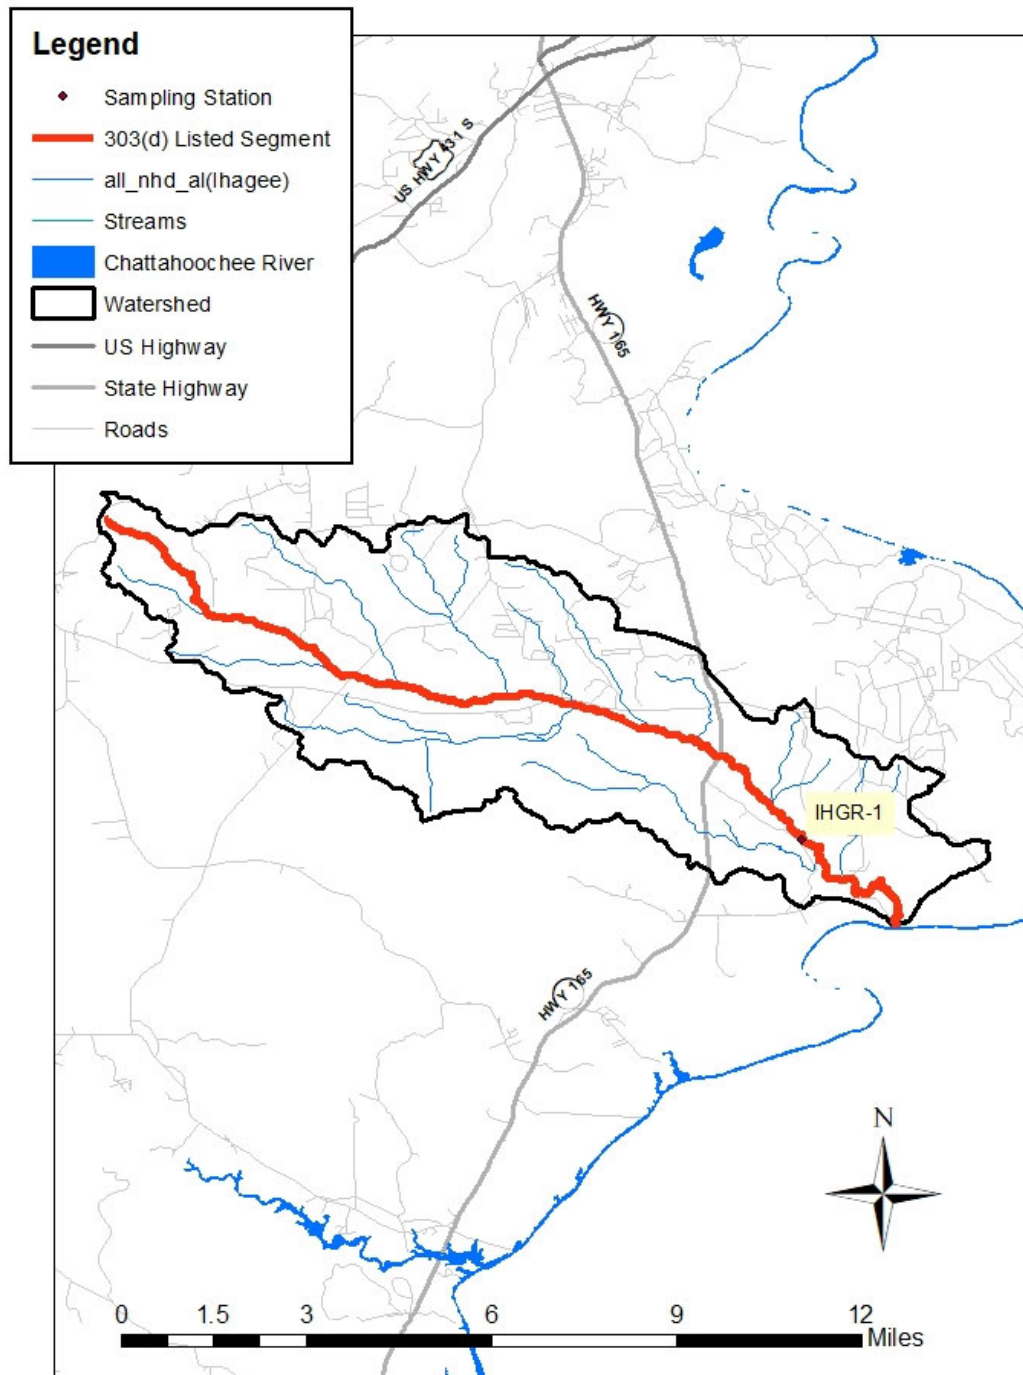 Legend
Sampling Station
303(d) Listed Segment
all_nhd_al(Ihagee)
Streams
Chattahoochee River
Watershed
US Highway
State Highway
Roads
US HWY 431 S
HWY 165
IHGR-1
HWY 165
N
0 1.5 3 6 9 12
Miles